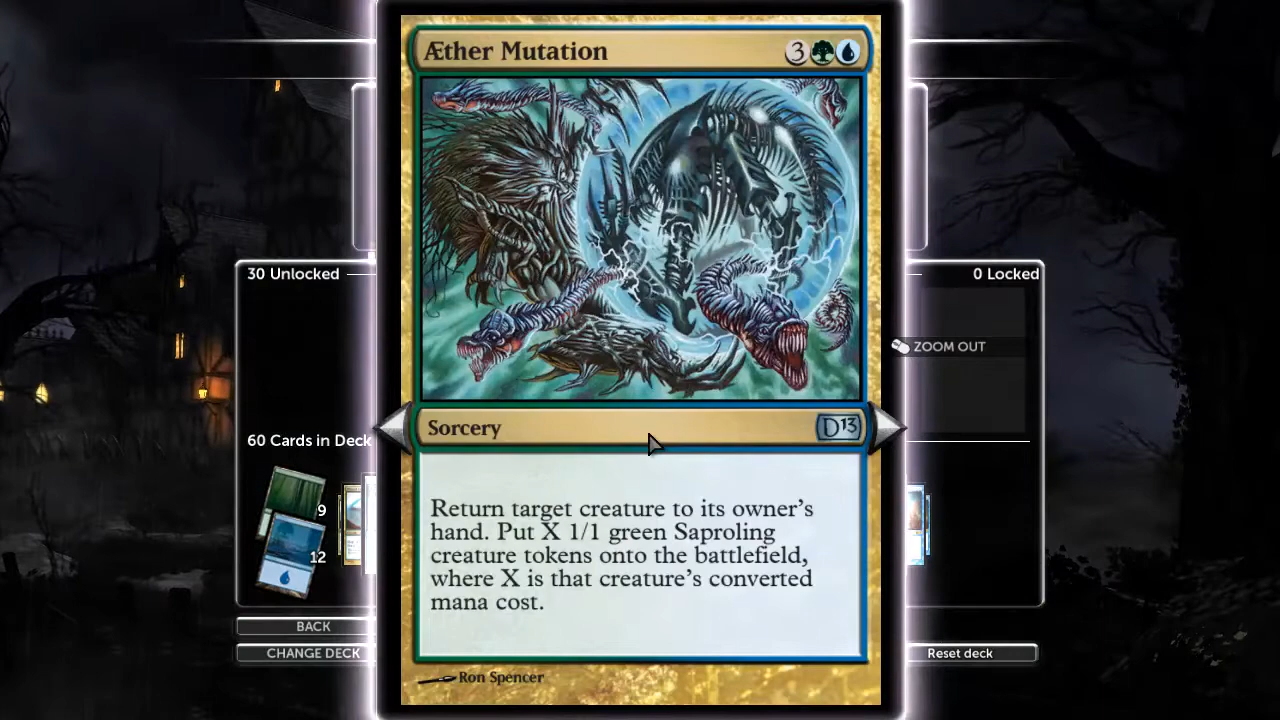 Æther Mutation
3
30 Unlocked
0 Locked
ZOOM OUT
Sorcery
D13
60 Cards in Deck
Return target creature to its owner's
hand. Put X 1/1 green Saproling
creature tokens onto the battlefield,
where X is that creature's converted
mana cost.
9
12
BACK
CHANGE DECK
Reset deck
Ron Spencer